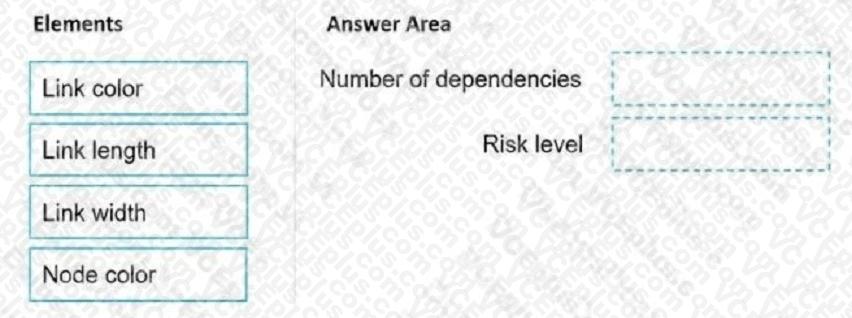 Elements
Answer Area
Link color
Number of dependencies
Link length
Risk level
Link width
Node color